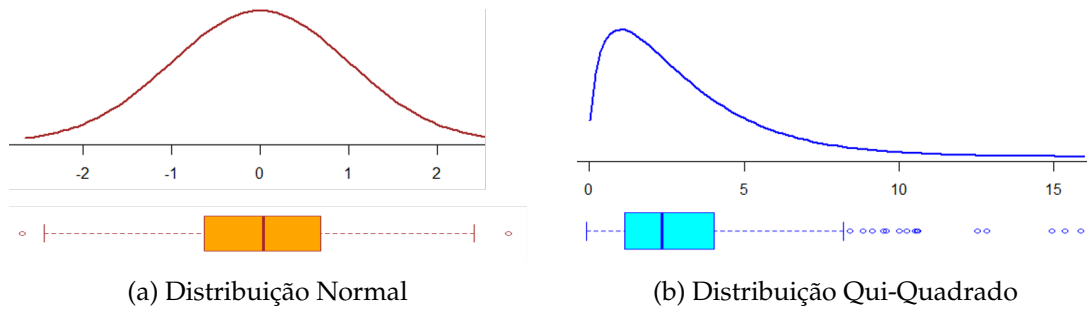 -2 -1 0 1 2
0 5 10 15
(a) Distribuição Normal
(b) Distribuição Qui-Quadrado